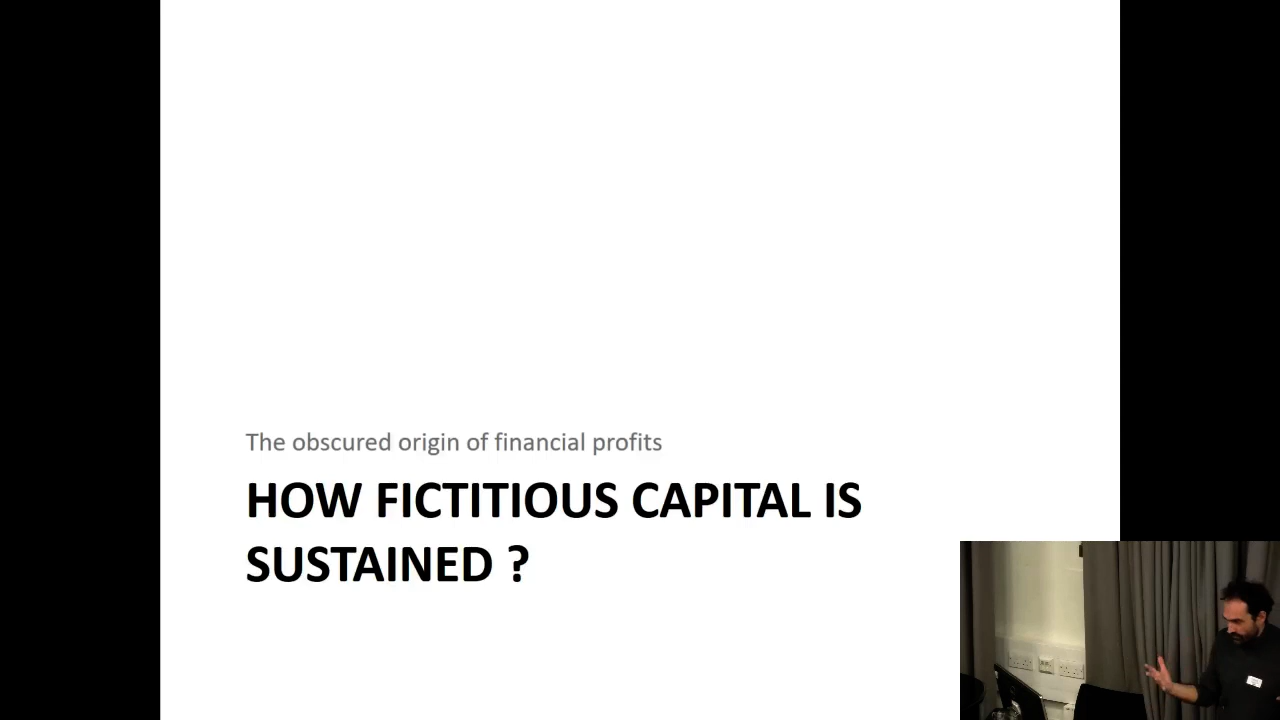 The obscured origin of financial profits
HOW FICTITIOUS CAPITAL IS
SUSTAINED ?